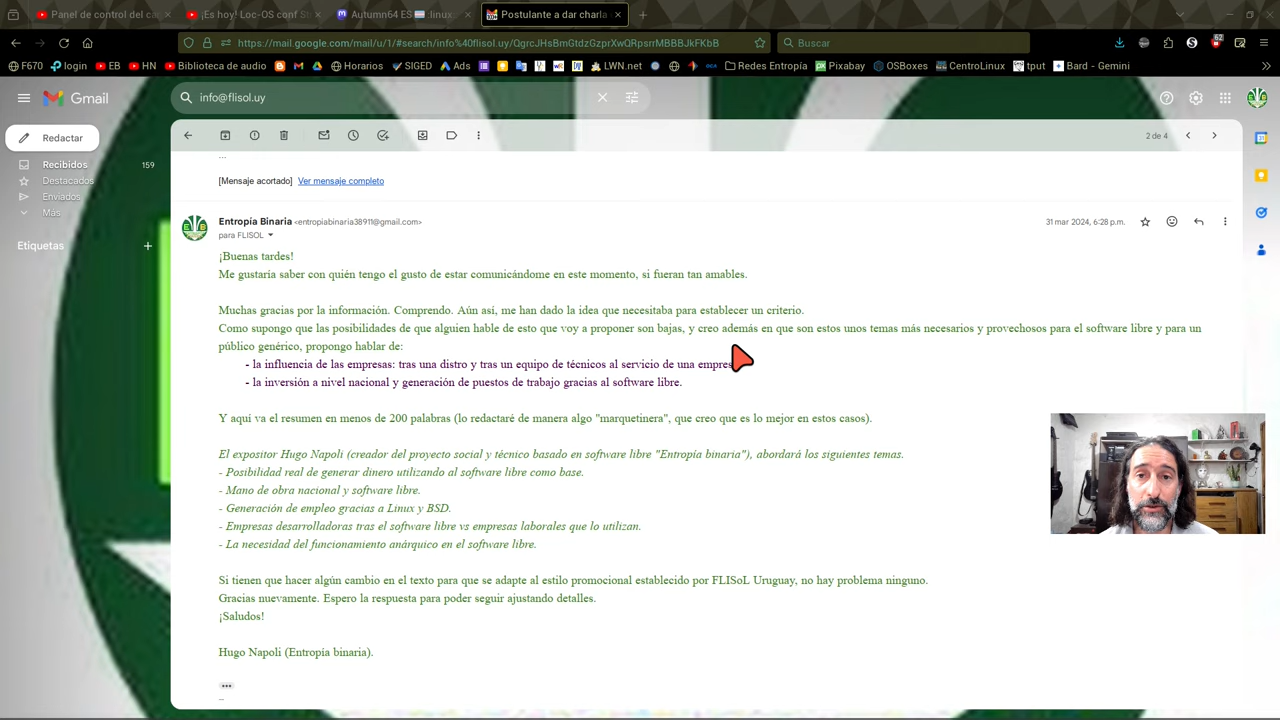 Panel de control del ca
¡Es hoy! Loc-OS conf St
Autumn64 ES :linux:
Postulante a dar charla
https://mail.google.com/mail/u/1/#search/info%40flisol.uy/QgrcJHsBmGtdzGzprXwQRpsrrMBBBJkFKbB
Buscar
62
F670 login EB HN Biblioteca de audio Horarios SIGED Ads LWN.net Redes Entropía Pixabay OSBoxes CentroLinux tput Bard - Gemini
Gmail
info@flisol.uy
Redactar
2 de 4
Recibidos 159
Destacados
Enviados
Más
Etiquetas
...
[Mensaje acortado] Ver mensaje completo
Entropía Binaria <entropiabinaria38911@gmail.com>
31 mar 2024, 6:28 p.m.
para FLISOL
¡Buenas tardes!
Me gustaría saber con quién tengo el gusto de estar comunicándome en este momento, si fueran tan amables.
Muchas gracias por la información. Comprendo. Aún así, me han dado la idea que necesitaba para establecer un criterio.
Como supongo que las posibilidades de que alguien hable de esto que voy a proponer son bajas, y creo además en que son estos unos temas más necesarios y provechosos para el software libre y para un
público genérico, propongo hablar de:
- la influencia de las empresas: tras una distro y tras un equipo de técnicos al servicio de una empres
- la inversión a nivel nacional y generación de puestos de trabajo gracias al software libre.
Y aquí va el resumen en menos de 200 palabras (lo redactaré de manera algo "marquetinera", que creo que es lo mejor en estos casos).
El expositor Hugo Napoli (creador del proyecto social y técnico basado en software libre "Entropía binaria"), abordará los siguientes temas.
- Posibilidad real de generar dinero utilizando al software libre como base.
- Mano de obra nacional y software libre.
- Generación de empleo gracias a Linux y BSD.
- Empresas desarrolladoras tras el software libre vs empresas laborales que lo utilizan.
- La necesidad del funcionamiento anárquico en el software libre.
Si tienen que hacer algún cambio en el texto para que se adapte al estilo promocional establecido por FLISoL Uruguay, no hay problema ninguno.
Gracias nuevamente. Espero la respuesta para poder seguir ajustando detalles.
¡Saludos!
Hugo Napoli (Entropía binaria).
...
--